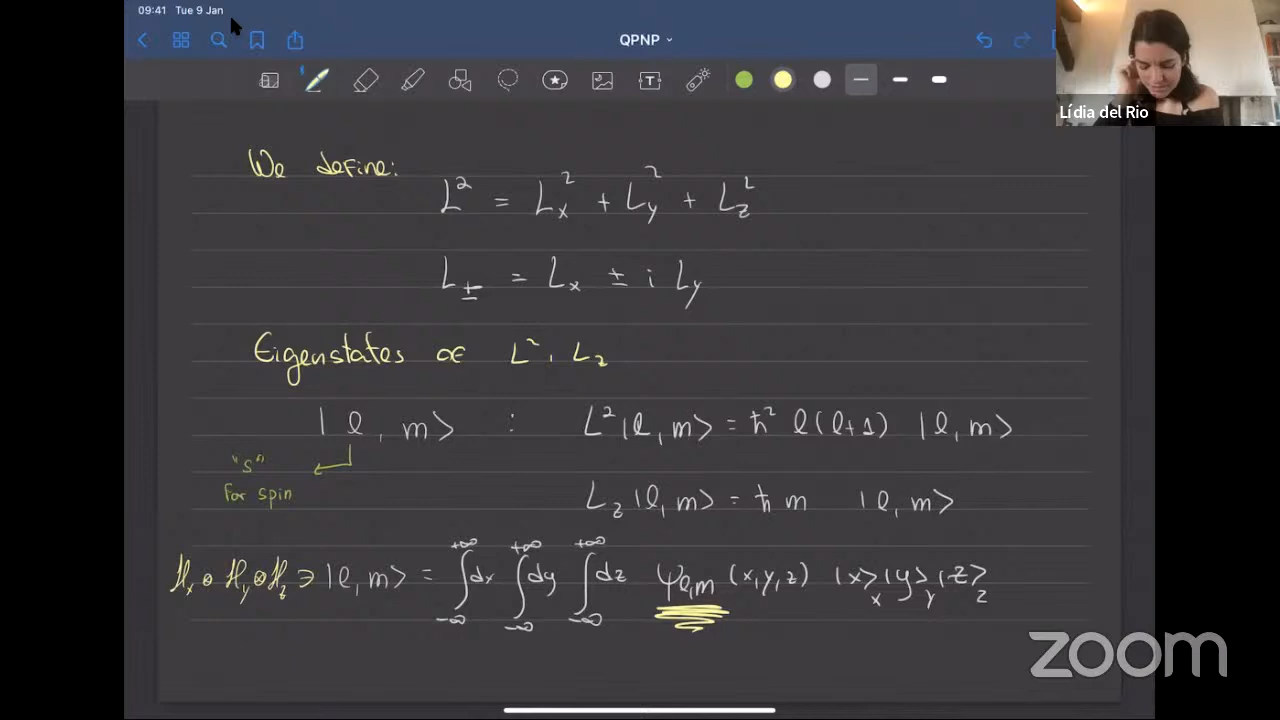 09:41 Tue 9 Jan
QPNP
Lídia del Rio
We define:
L² = Lx² + Ly² + Lz²
L± = Lx ± i Ly
Eigenstates of L², Lz
|ℓ, m⟩ : L²|ℓ, m⟩ = ħ² ℓ(ℓ+1) |ℓ, m⟩
"s"
for spin
Lz |ℓ, m⟩ = ħ m |ℓ, m⟩
ℋx ⊗ ℋy ⊗ ℋz ∋ |ℓ, m⟩ = ∫_{-∞}^{+∞} dx ∫_{-∞}^{+∞} dy ∫_{-∞}^{+∞} dz ψℓ,m (x, y, z) |x⟩x |y⟩y |z⟩z
zoom